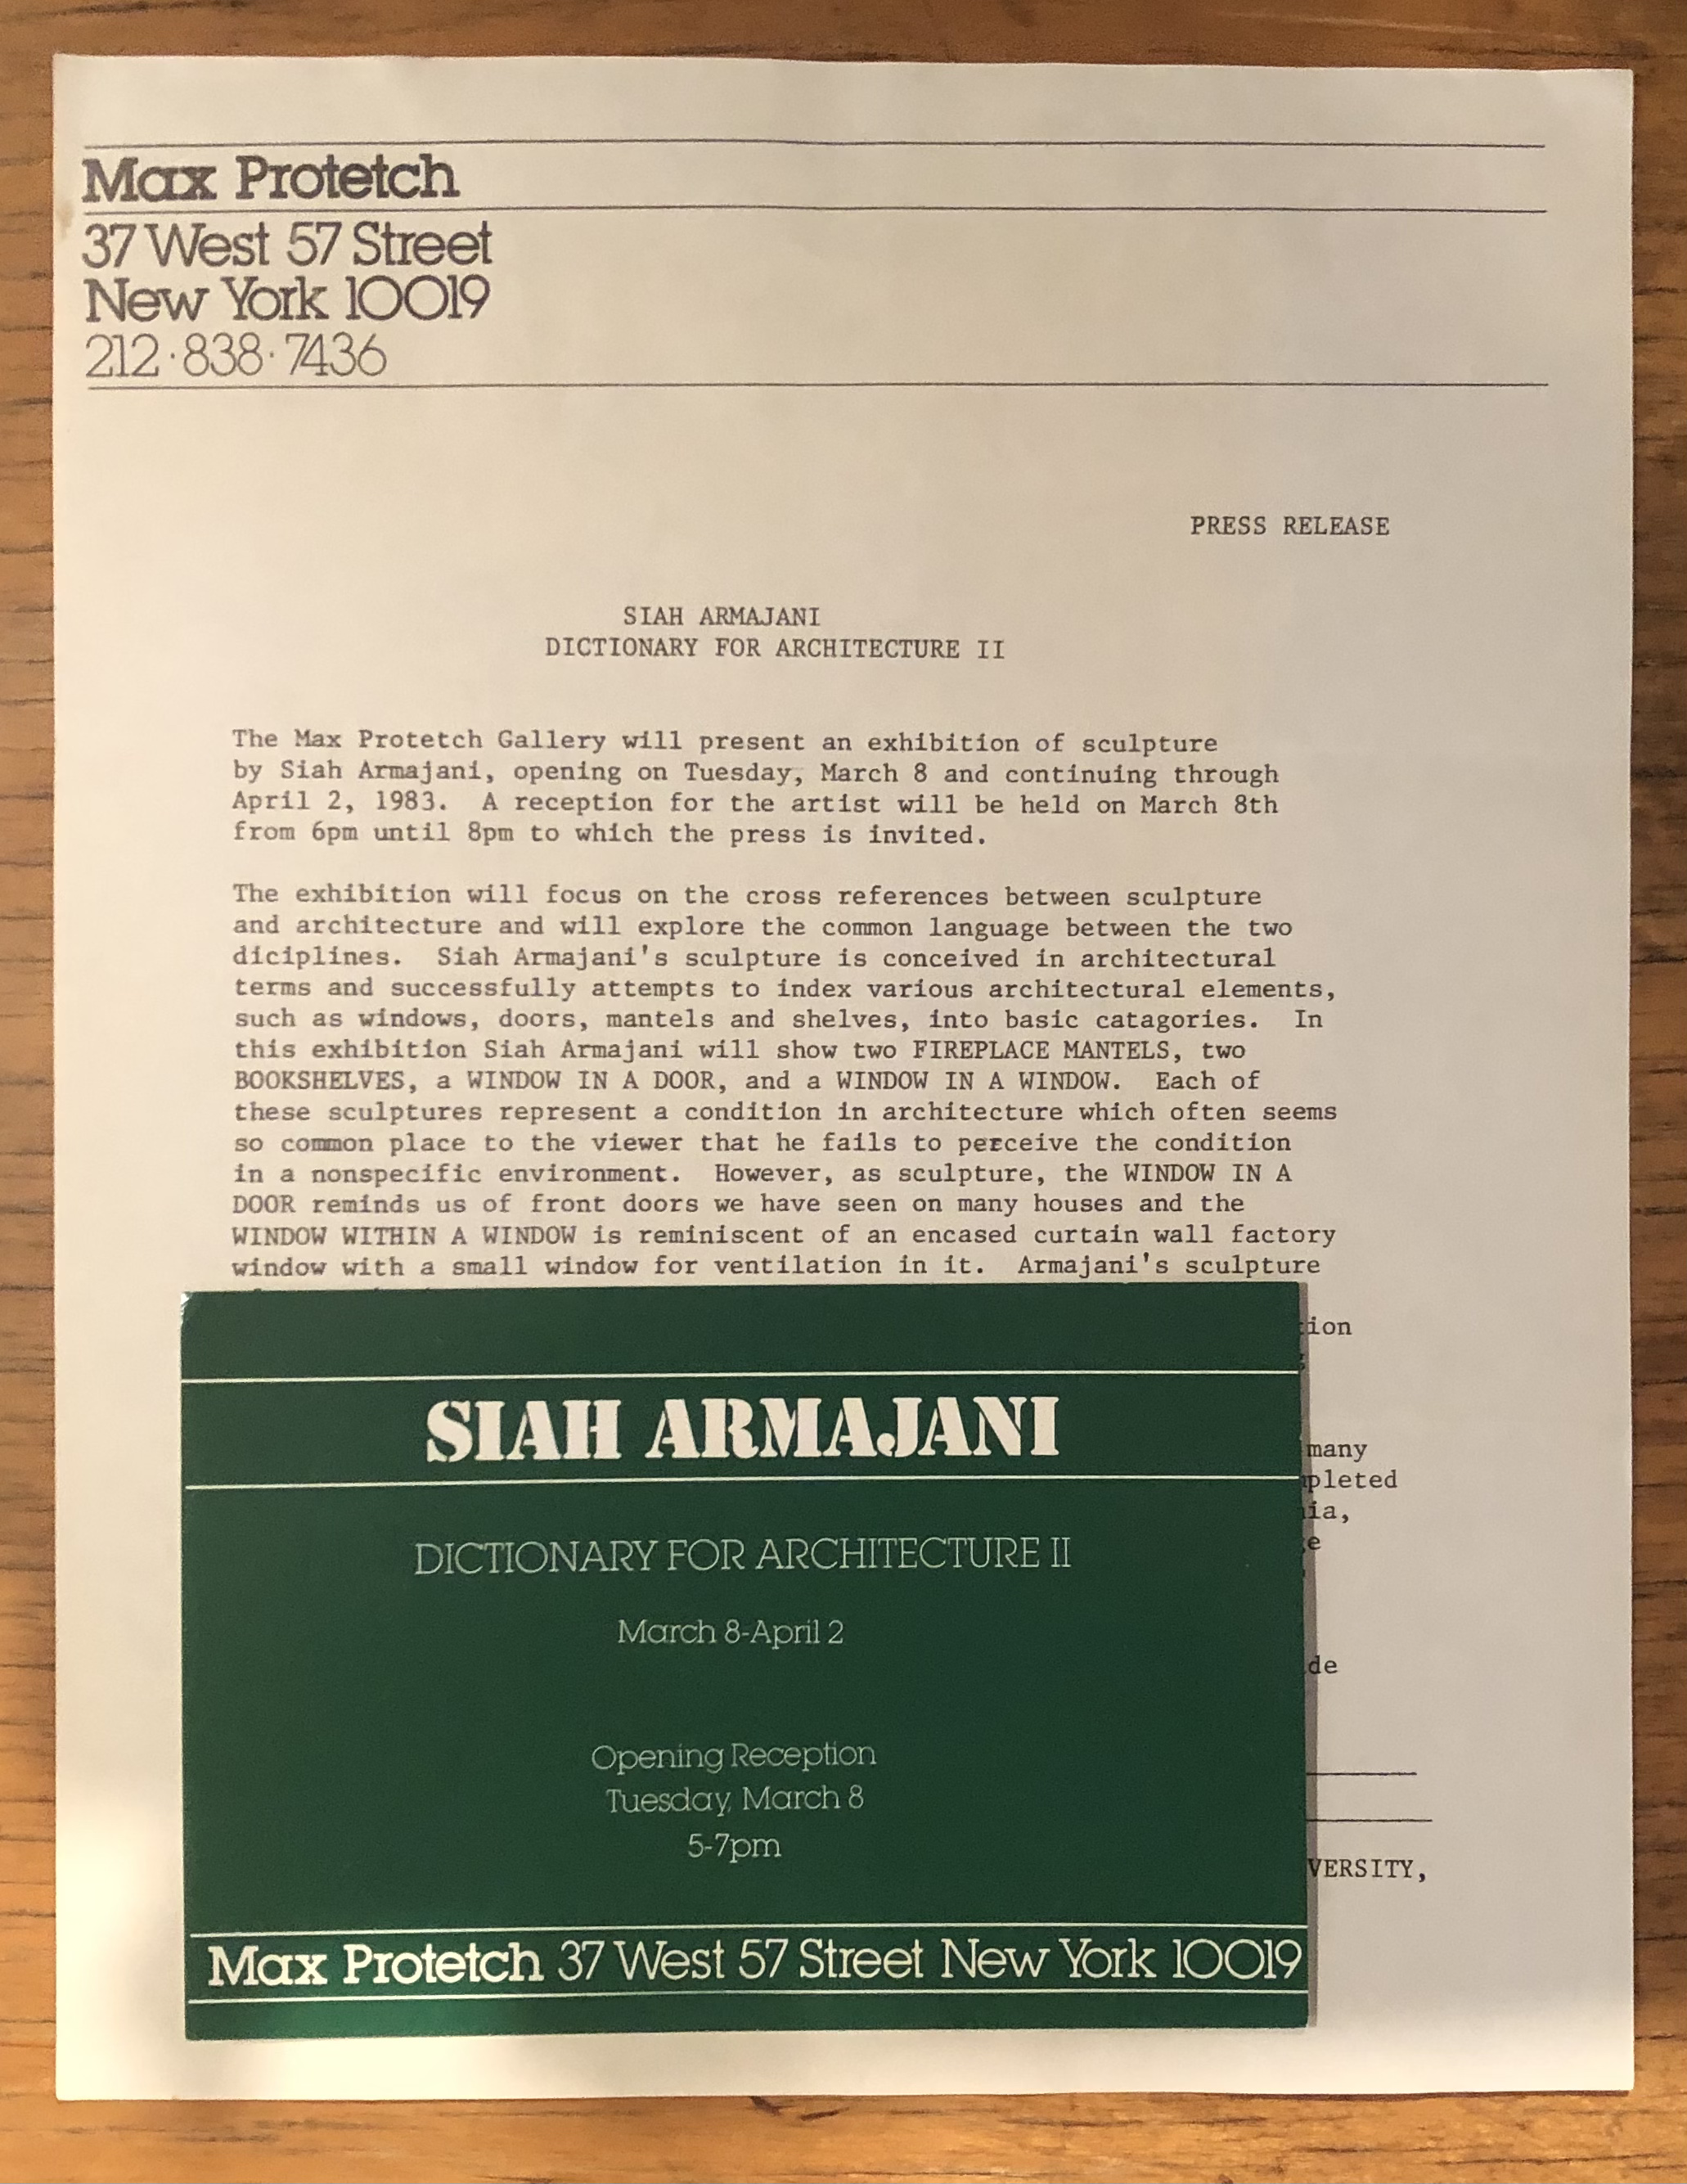 Max Protetch
37 West 57 Street
New York 10019
212·838·7436
PRESS RELEASE
SIAH ARMAJANI
DICTIONARY FOR ARCHITECTURE II
The Max Protetch Gallery will present an exhibition of sculpture
by Siah Armajani, opening on Tuesday, March 8 and continuing through
April 2, 1983.  A reception for the artist will be held on March 8th
from 6pm until 8pm to which the press is invited.
The exhibition will focus on the cross references between sculpture
and architecture and will explore the common language between the two
diciplines.  Siah Armajani's sculpture is conceived in architectural
terms and successfully attempts to index various architectural elements,
such as windows, doors, mantels and shelves, into basic catagories.  In
this exhibition Siah Armajani will show two FIREPLACE MANTELS, two
BOOKSHELVES, a WINDOW IN A DOOR, and a WINDOW IN A WINDOW.  Each of
these sculptures represent a condition in architecture which often seems
so common place to the viewer that he fails to perceive the condition
in a nonspecific environment.  However, as sculpture, the WINDOW IN A
DOOR reminds us of front doors we have seen on many houses and the
WINDOW WITHIN A WINDOW is reminiscent of an encased curtain wall factory
window with a small window for ventilation in it.  Armajani's sculpture
many
SIAH ARMAJANI
DICTIONARY FOR ARCHITECTURE II
March 8-April 2
Opening Reception
Tuesday, March 8
5-7pm
Max Protetch 37 West 57 Street New York 10019